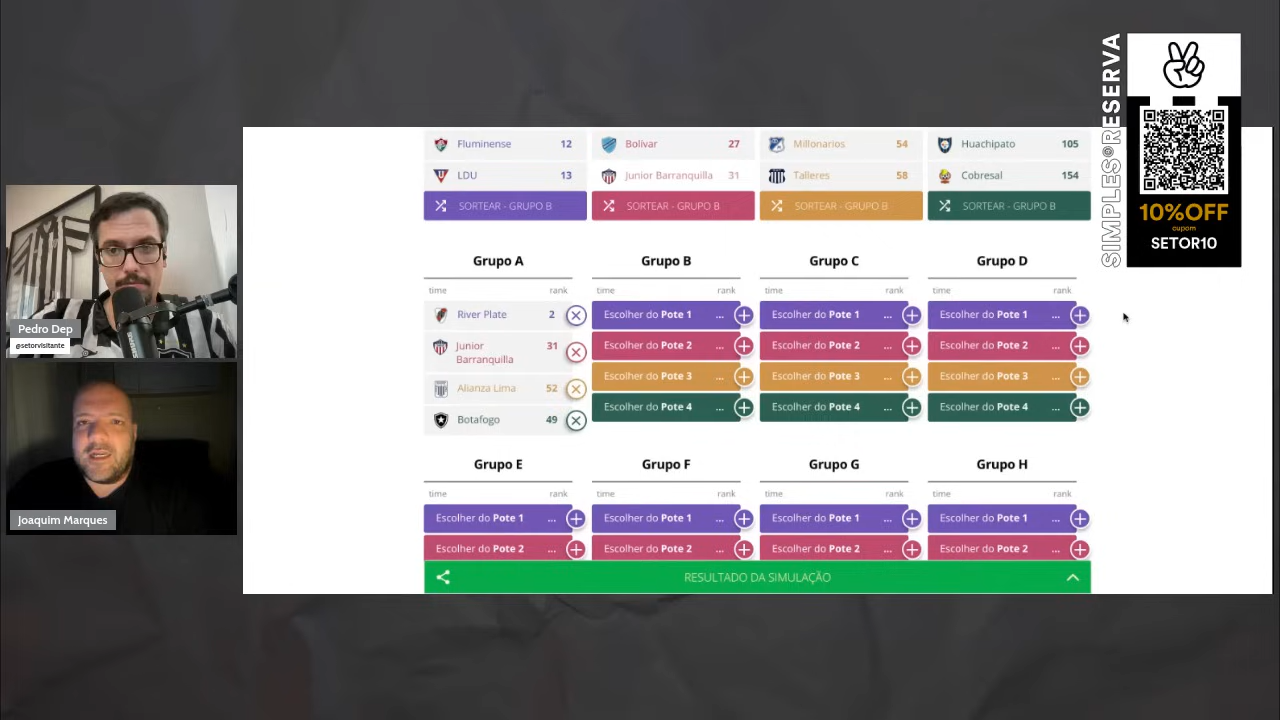 Fluminense 12
LDU 13
SORTEAR - GRUPO B
Bolívar 27
Junior Barranquilla 31
SORTEAR - GRUPO B
Millonarios 54
Talleres 58
SORTEAR - GRUPO B
Huachipato 105
Cobresal 154
SORTEAR - GRUPO B
Grupo A
time rank
River Plate 2
Junior
Barranquilla 31
Alianza Lima 52
Botafogo 49
Grupo B
time rank
Escolher do Pote 1 ...
Escolher do Pote 2 ...
Escolher do Pote 3 ...
Escolher do Pote 4 ...
Grupo C
time rank
Escolher do Pote 1 ...
Escolher do Pote 2 ...
Escolher do Pote 3 ...
Escolher do Pote 4 ...
Grupo D
time rank
Escolher do Pote 1 ...
Escolher do Pote 2 ...
Escolher do Pote 3 ...
Escolher do Pote 4 ...
Grupo E
time rank
Escolher do Pote 1 ...
Escolher do Pote 2 ...
Grupo F
time rank
Escolher do Pote 1 ...
Escolher do Pote 2 ...
Grupo G
time rank
Escolher do Pote 1 ...
Escolher do Pote 2 ...
Grupo H
time rank
Escolher do Pote 1 ...
Escolher do Pote 2 ...
RESULTADO DA SIMULAÇÃO
Pedro Dep
@setorvisitante
Joaquim Marques
SIMPLES®RESERVA
10%OFF
cupom
SETOR10